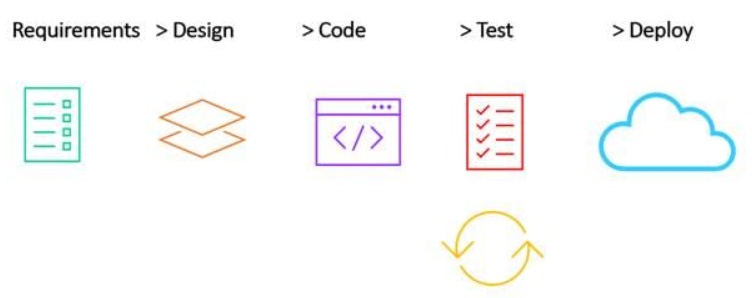 Requirements > Design > Code > Test > Deploy
</>